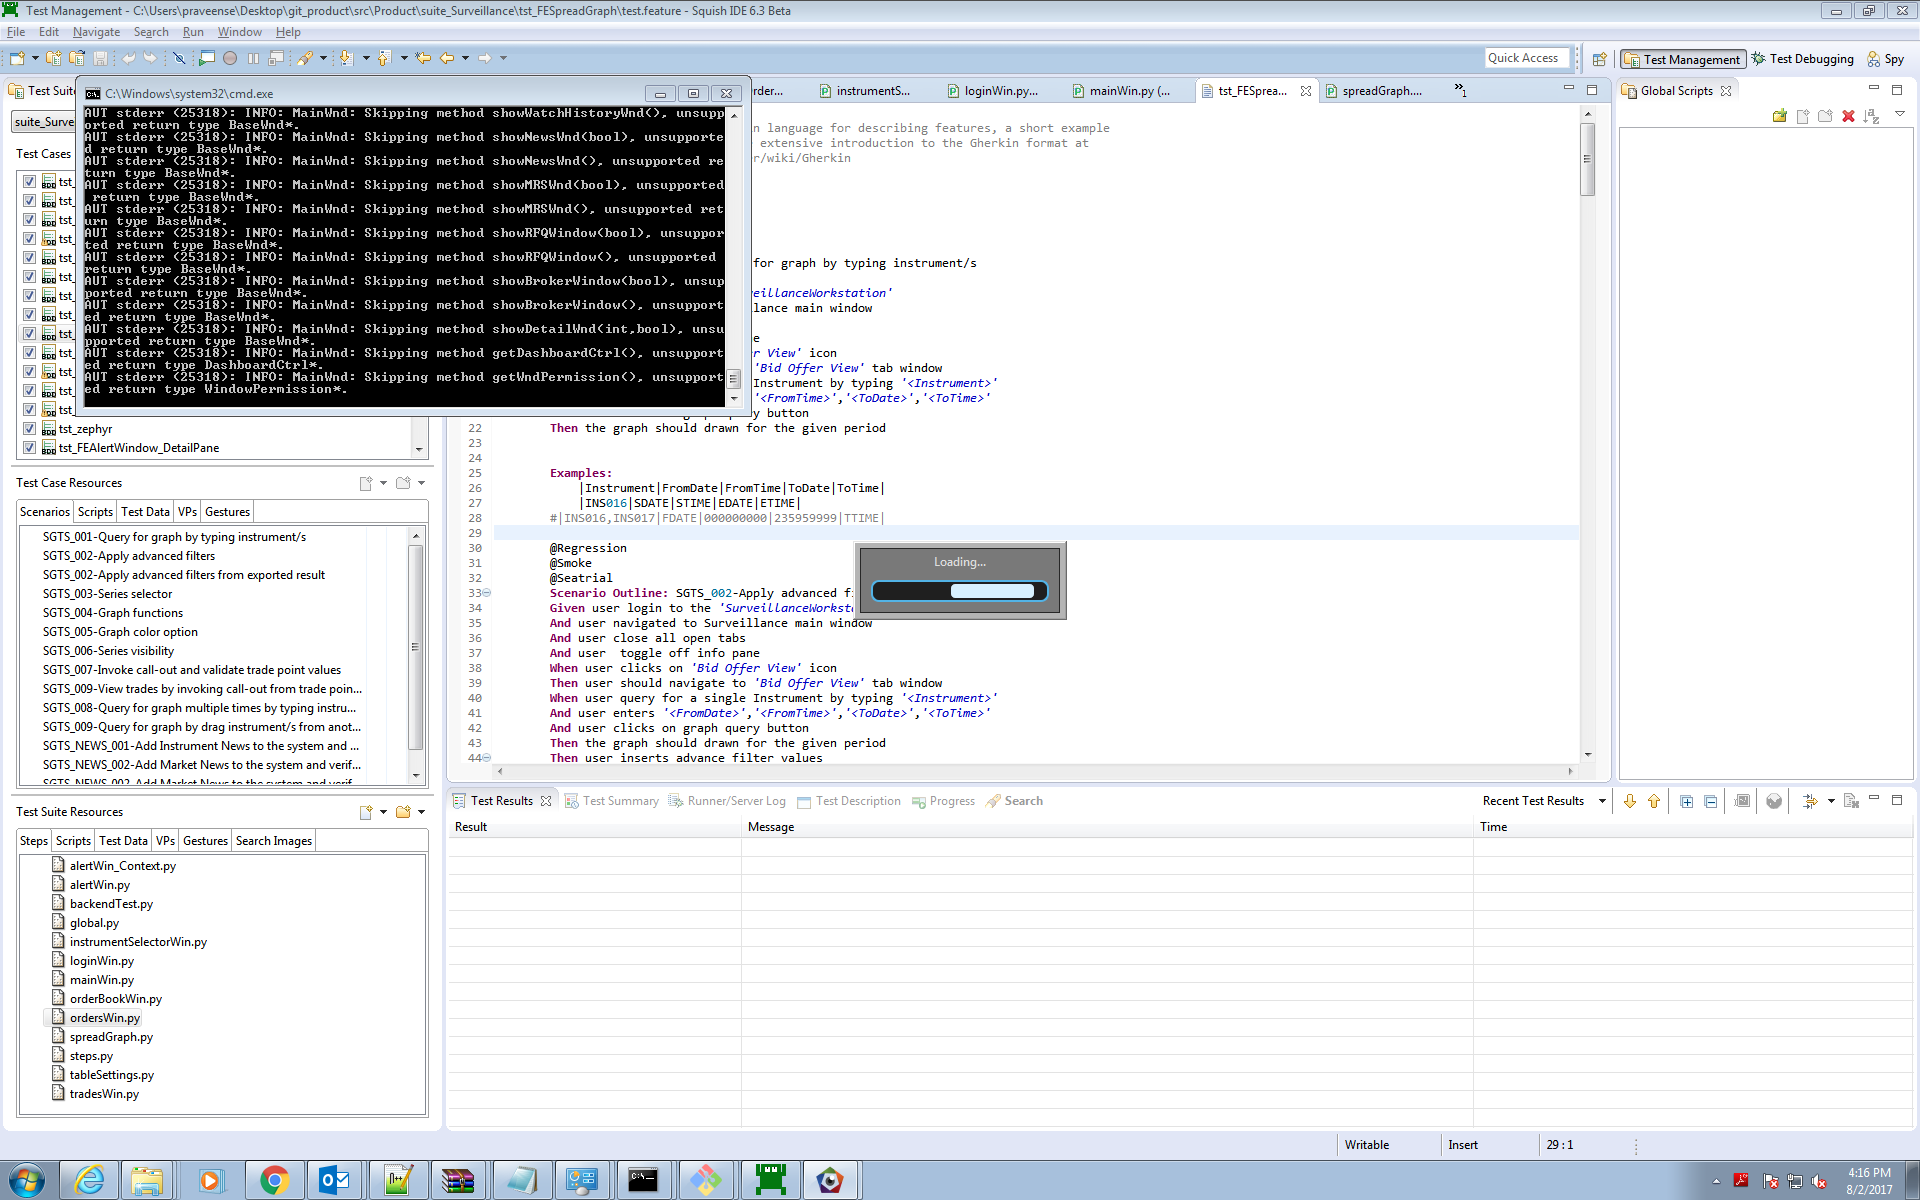 Test Management - C:\Users\praveense\Desktop\git_product\src\Product\suite_Surveillance\tst_FESpreadGraph\test.feature - Squish IDE 6.3 Beta
File Edit Navigate Search Run Window Help
Quick Access
Test Management
Test Debugging
Spy
Test Suit
suite_Surve
Test Cases
tst_
tst_
tst_
tst_
tst_
tst_
tst_
tst_
tst_
tst_
tst_
tst_
tst_
tst_zephyr
tst_FEAlertWindow_DetailPane
C:\Windows\system32\cmd.exe
AUT stderr (25318): INFO: MainWnd: Skipping method showWatchHistoryWnd(), unsupp
orted return type BaseWnd*.
AUT stderr (25318): INFO: MainWnd: Skipping method showNewsWnd(bool), unsupporte
d return type BaseWnd*.
AUT stderr (25318): INFO: MainWnd: Skipping method showNewsWnd(), unsupported re
turn type BaseWnd*.
AUT stderr (25318): INFO: MainWnd: Skipping method showMRSWnd(bool), unsupported
 return type BaseWnd*.
AUT stderr (25318): INFO: MainWnd: Skipping method showMRSWnd(), unsupported ret
urn type BaseWnd*.
AUT stderr (25318): INFO: MainWnd: Skipping method showRFQWindow(bool), unsuppor
ted return type BaseWnd*.
AUT stderr (25318): INFO: MainWnd: Skipping method showRFQWindow(), unsupported
return type BaseWnd*.
AUT stderr (25318): INFO: MainWnd: Skipping method showBrokerWindow(bool), unsup
ported return type BaseWnd*.
AUT stderr (25318): INFO: MainWnd: Skipping method showBrokerWindow(), unsupport
ed return type BaseWnd*.
AUT stderr (25318): INFO: MainWnd: Skipping method showDetailWnd(int,bool), unsu
pported return type BaseWnd*.
AUT stderr (25318): INFO: MainWnd: Skipping method getDashboardCtrl(), unsupport
ed return type DashboardCtrl*.
AUT stderr (25318): INFO: MainWnd: Skipping method getWndPermission(), unsupport
ed return type WindowPermission*.
rder... instrumentS... loginWin.py... mainWin.py (... tst_FESprea... spreadGraph.... »1
n language for describing features, a short example
extensive introduction to the Gherkin format at
r/wiki/Gherkin
for graph by typing instrument/s
veillanceWorkstation'
llance main window
e
r View' icon
'Bid Offer View' tab window
Instrument by typing '<Instrument>'
'<FromTime>','<ToDate>','<ToTime>'
y button
22 Then the graph should drawn for the given period
23
24
25 Examples:
26 |Instrument|FromDate|FromTime|ToDate|ToTime|
27 |INS016|SDATE|STIME|EDATE|ETIME|
28 #|INS016,INS017|FDATE|000000000|235959999|TTIME|
29
30 @Regression
31 @Smoke
32 @Seatrial
33 Scenario Outline: SGTS_002-Apply advanced fi
34 Given user login to the 'SurveillanceWorksta
35 And user navigated to Surveillance main window
36 And user close all open tabs
37 And user  toggle off info pane
38 When user clicks on 'Bid Offer View' icon
39 Then user should navigate to 'Bid Offer View' tab window
40 When user query for a single Instrument by typing '<Instrument>'
41 And user enters '<FromDate>','<FromTime>','<ToDate>','<ToTime>'
42 And user clicks on graph query button
43 Then the graph should drawn for the given period
44 Then user inserts advance filter values
Loading...
Global Scripts
Test Case Resources
Scenarios Scripts Test Data VPs Gestures
SGTS_001-Query for graph by typing instrument/s
SGTS_002-Apply advanced filters
SGTS_002-Apply advanced filters from exported result
SGTS_003-Series selector
SGTS_004-Graph functions
SGTS_005-Graph color option
SGTS_006-Series visibility
SGTS_007-Invoke call-out and validate trade point values
SGTS_009-View trades by invoking call-out from trade poin...
SGTS_008-Query for graph multiple times by typing instru...
SGTS_009-Query for graph by drag instrument/s from anot...
SGTS_NEWS_001-Add Instrument News to the system and ...
SGTS_NEWS_002-Add Market News to the system and verif...
Test Suite Resources
Steps Scripts Test Data VPs Gestures Search Images
alertWin_Context.py
alertWin.py
backendTest.py
global.py
instrumentSelectorWin.py
loginWin.py
mainWin.py
orderBookWin.py
ordersWin.py
spreadGraph.py
steps.py
tableSettings.py
tradesWin.py
Test Results Test Summary Runner/Server Log Test Description Progress Search
Recent Test Results
Result Message Time
Writable Insert 29 : 1
4:16 PM
8/2/2017